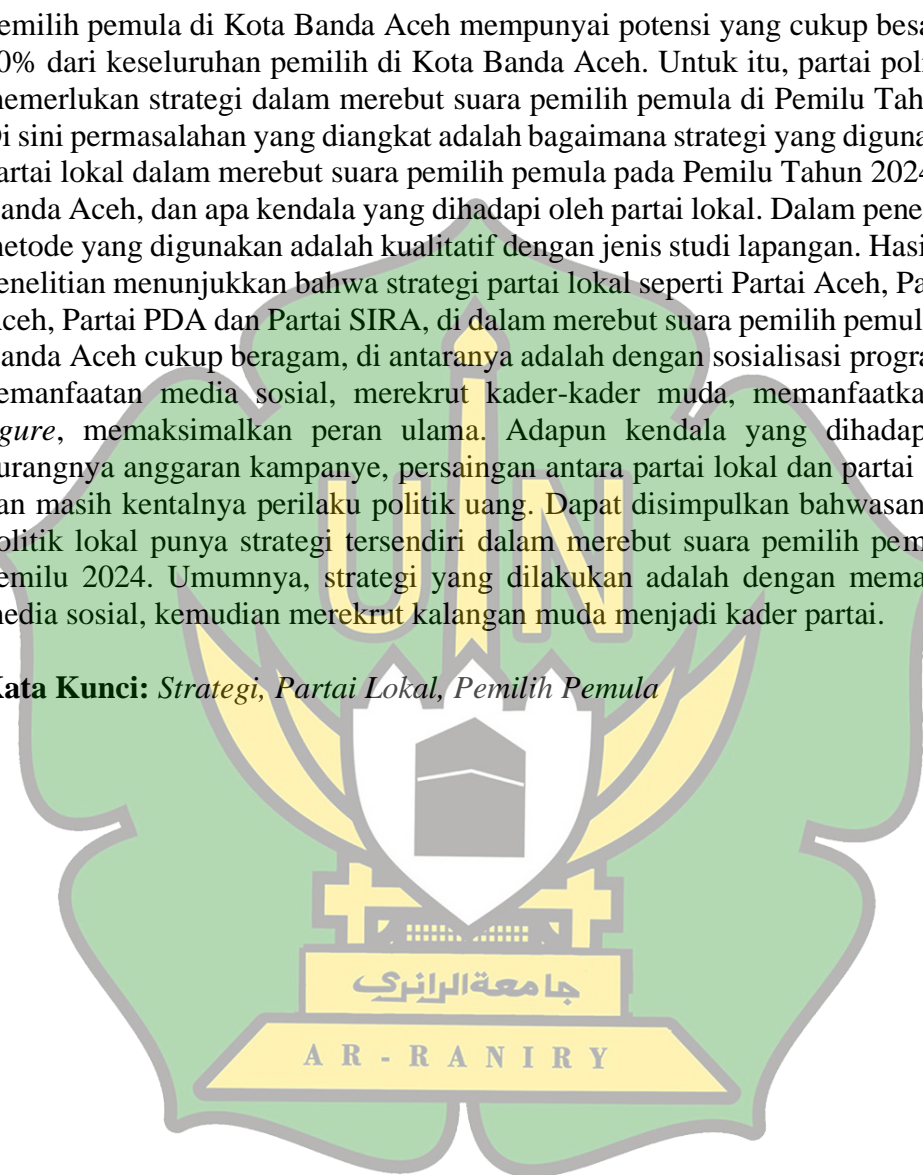 emilih pemula di Kota Banda Aceh mempunyai potensi yang cukup besa
0% dari keseluruhan pemilih di Kota Banda Aceh. Untuk itu, partai poli
emerlukan strategi dalam merebut suara pemilih pemula di Pemilu Tah
i sini permasalahan yang diangkat adalah bagaimana strategi yang diguna
artai lokal dalam merebut suara pemilih pemula pada Pemilu Tahun 2024
anda Aceh, dan apa kendala yang dihadapi oleh partai lokal. Dalam pene
etode yang digunakan adalah kualitatif dengan jenis studi lapangan. Hasi
enelitian menunjukkan bahwa strategi partai lokal seperti Partai Aceh, Pa
ceh, Partai PDA dan Partai SIRA, di dalam merebut suara pemilih pemul
anda Aceh cukup beragam, di antaranya adalah dengan sosialisasi progra
emanfaatan media sosial, merekrut kader-kader muda, memanfaatka
gure, memaksimalkan peran ulama. Adapun kendala yang dihadap
urangnya anggaran kampanye, persaingan antara partai lokal dan partai
an masih kentalnya perilaku politik uang. Dapat disimpulkan bahwasan
olitik lokal punya strategi tersendiri dalam merebut suara pemilih pem
emilu 2024. Umumnya, strategi yang dilakukan adalah dengan mema
edia sosial, kemudian merekrut kalangan muda menjadi kader partai.
Kata Kunci: Strategi, Partai Lokal, Pemilih Pemula
UIN
جامعة الرانري
AR-RANIRY